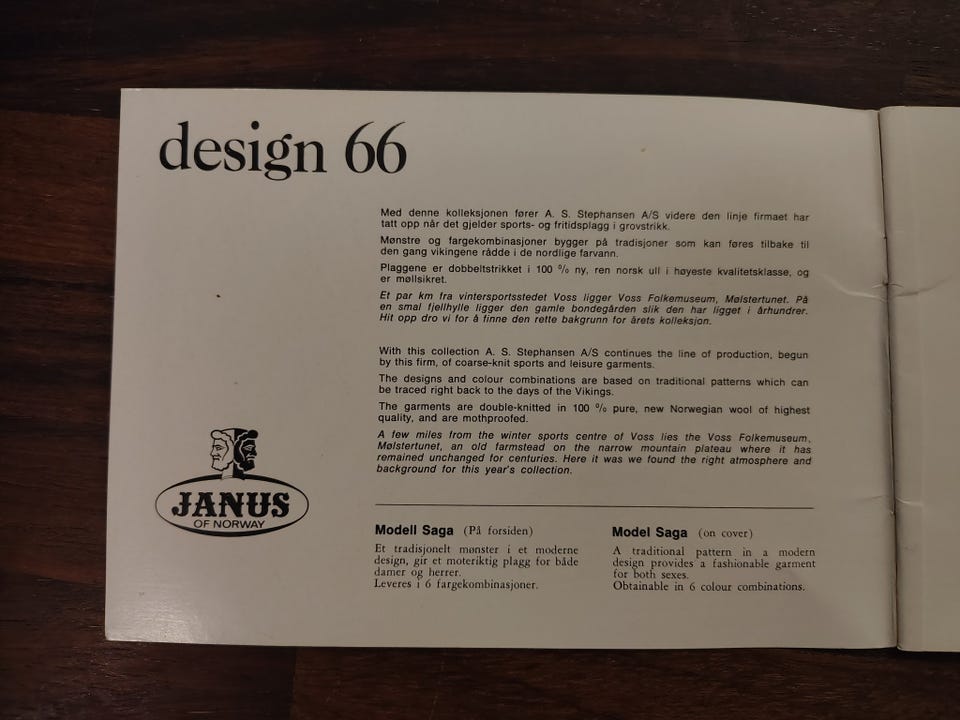 design 66
Med denne kolleksjonen fører A. S. Stephansen A/S videre den linje firmaet har
tatt opp når det gjelder sports- og fritidsplagg i grovstrikk.
Mønstre og fargekombinasjoner bygger på tradisjoner som kan føres tilbake til
den gang vikingene rådde i de nordlige farvann.
Plaggene er dobbeltstrikket i 100 % ny, ren norsk ull i høyeste kvalitetsklasse, og
er møllsikret.
Et par km fra vintersportsstedet Voss ligger Voss Folkemuseum, Mølstertunet. På
en smal fjellhylle ligger den gamle bondegården slik den har ligget i århundrer.
Hit opp dro vi for å finne den rette bakgrunn for årets kolleksjon.
With this collection A. S. Stephansen A/S continues the line of production, begun
by this firm, of coarse-knit sports and leisure garments.
The designs and colour combinations are based on traditional patterns which can
be traced right back to the days of the Vikings.
The garments are double-knitted in 100 % pure, new Norwegian wool of highest
quality, and are mothproofed.
A few miles from the winter sports centre of Voss lies the Voss Folkemuseum,
Mølstertunet, an old farmstead on the narrow mountain plateau where it has
remained unchanged for centuries. Here it was we found the right atmosphere and
background for this year's collection.
JANUS
OF NORWAY
Modell Saga (På forsiden)
Et tradisjonelt mønster i et moderne
design, gir et moteriktig plagg for både
damer og herrer.
Leveres i 6 fargekombinasjoner.
Model Saga (on cover)
A traditional pattern in a modern
design provides a fashionable garment
for both sexes.
Obtainable in 6 colour combinations.